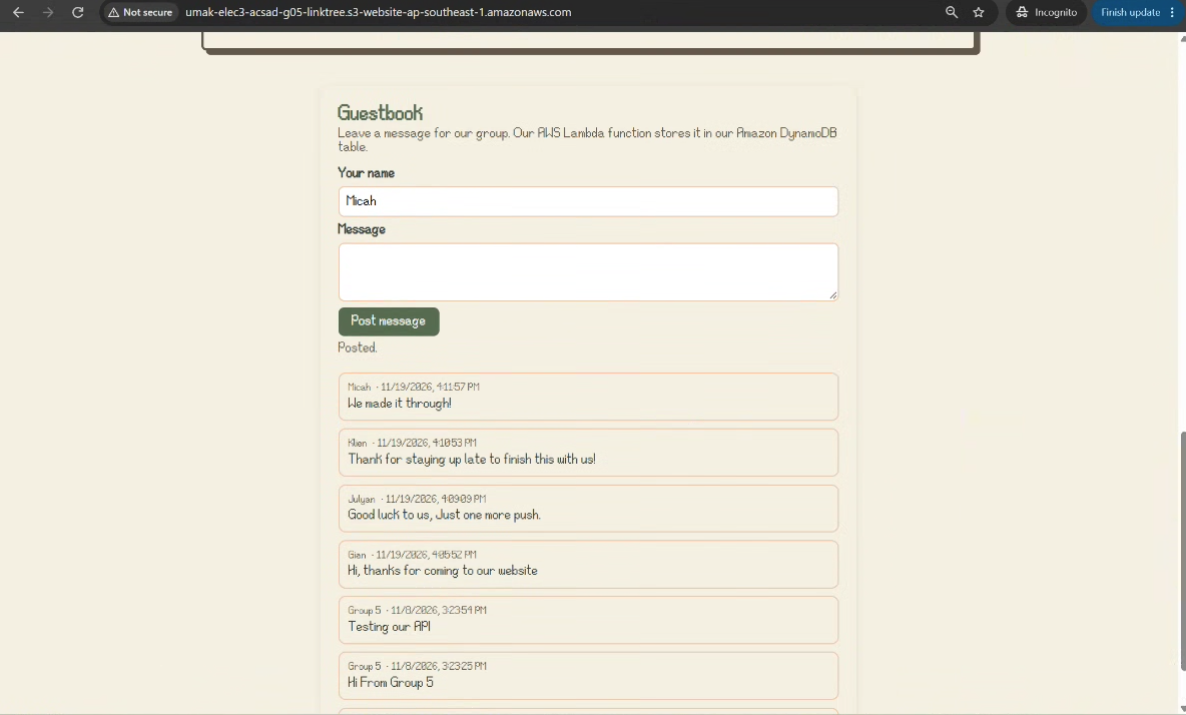 Not secure
umak-elec3-acsad-g05-linktree.s3-website-ap-southeast-1.amazonaws.com
Incognito
Finish update
Guestbook
Leave a message for our group. Our AWS Lambda function stores it in our Amazon DynamoDB
table.
Your name
Micah
Message
Post message
Posted.
Micah · 11/19/2026, 4:11:57 PM
We made it through!
Klien · 11/19/2026, 4:10:53 PM
Thank for staying up late to finish this with us!
Julyan · 11/19/2026, 4:09:09 PM
Good luck to us, Just one more push.
Gian · 11/19/2026, 4:05:52 PM
Hi, thanks for coming to our website
Group 5 · 11/8/2026, 3:23:54 PM
Testing our API
Group 5 · 11/8/2026, 3:23:25 PM
Hi From Group 5